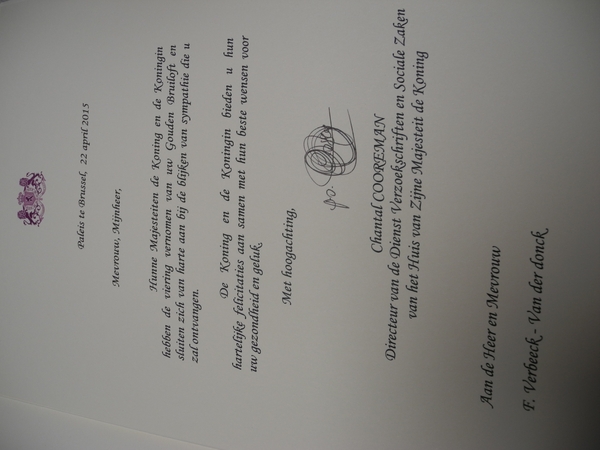 Paleis te Brussel, 22 april 2015
Mevrouw, Mijnheer,
Hunne Majesteiten de Koning en de Koningin
hebben de viering vernomen van uw Gouden Bruiloft en
sluiten zich van harte aan bij de blijken van sympathie die u
zal ontvangen.
De Koning en de Koningin bieden u hun
hartelijke felicitaties aan samen met hun beste wensen voor
uw gezondheid en geluk.
Met hoogachting,
Chantal COOREMAN
Directeur van de Dienst Verzoekschriften en Sociale Zaken
van het Huis van Zijne Majesteit de Koning
Aan de Heer en Mevrouw
F. Verbeeck - Van der donck